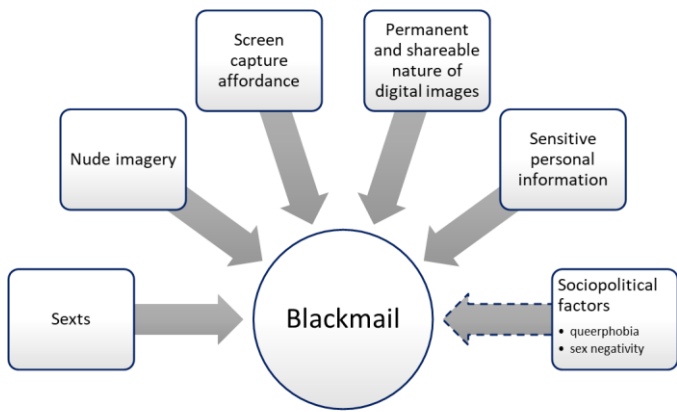 Screen
capture
affordance
Permanent
and shareable
nature of
digital images
Nude imagery
Sensitive
personal
information
Sexts
Blackmail
Sociopolitical
factors
• queerphobia
• sex negativity